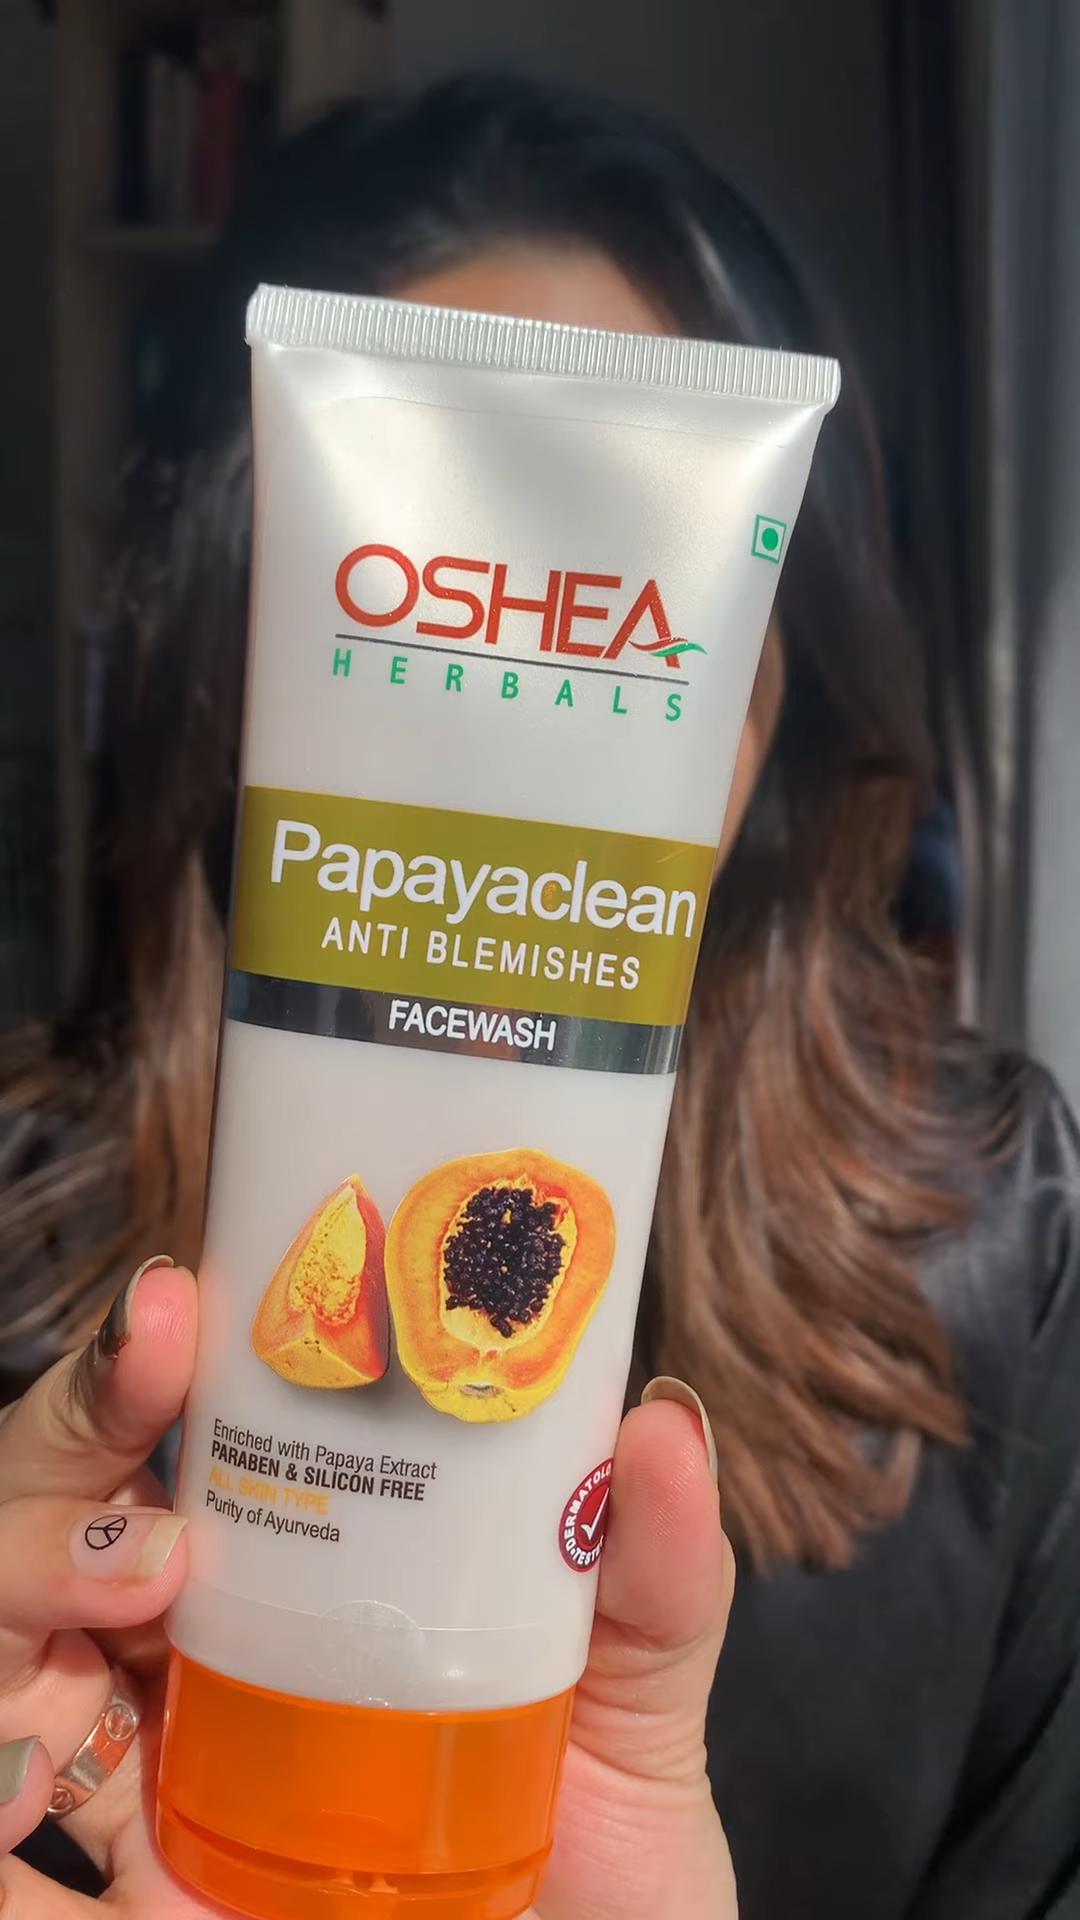 OSHEA
HERBALS
Papayaclean
ANTI BLEMISHES
FACEWASH
Enriched with Papaya Extract
PARABEN & SILICON FREE
ALL SKIN TYPE
Purity of Ayurveda